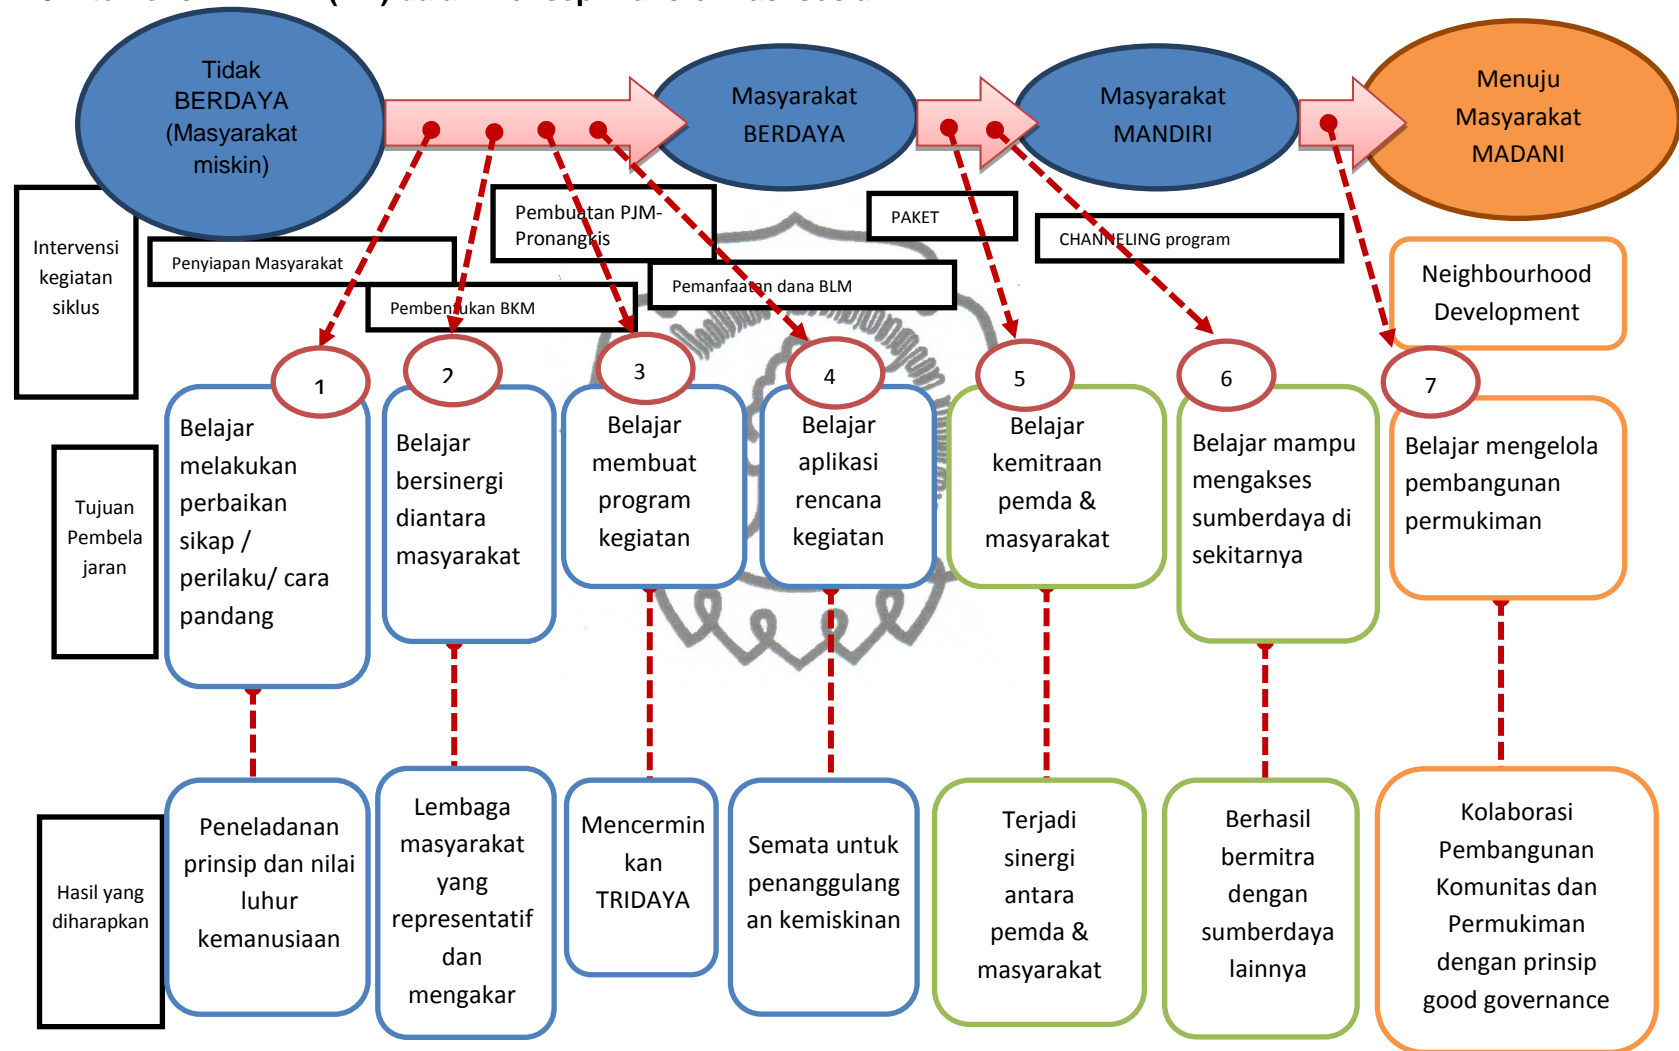 Tidak
BERDAYA
(Masyarakat
miskin)
Masyarakat
BERDAYA
Masyarakat
MANDIRI
Menuju
Masyarakat
MADANI
Intervensi
kegiatan
siklus
Penyiapan Masyarakat
Pembentukan BKM
Pembuatan PJM-
Pronangkis
Pemanfaatan dana BLM
PAKET
CHANNELING program
Neighbourhood
Development
1
2
3
4
5
6
7
Tujuan
Pembela
jaran
Belajar
melakukan
perbaikan
sikap /
perilaku/ cara
pandang
Belajar
bersinergi
diantara
masyarakat
Belajar
membuat
program
kegiatan
Belajar
aplikasi
rencana
kegiatan
Belajar
kemitraan
pemda &
masyarakat
Belajar mampu
mengakses
sumberdaya di
sekitarnya
Belajar mengelola
pembangunan
permukiman
Hasil yang
diharapkan
Peneladanan
prinsip dan nilai
luhur
kemanusiaan
Lembaga
masyarakat
yang
representatif
dan
mengakar
Mencermin
kan
TRIDAYA
Semata untuk
penanggulang
an kemiskinan
Terjadi
sinergi
antara
pemda &
masyarakat
Berhasil
bermitra
dengan
sumberdaya
lainnya
Kolaborasi
Pembangunan
Komunitas dan
Permukiman
dengan prinsip
good governance